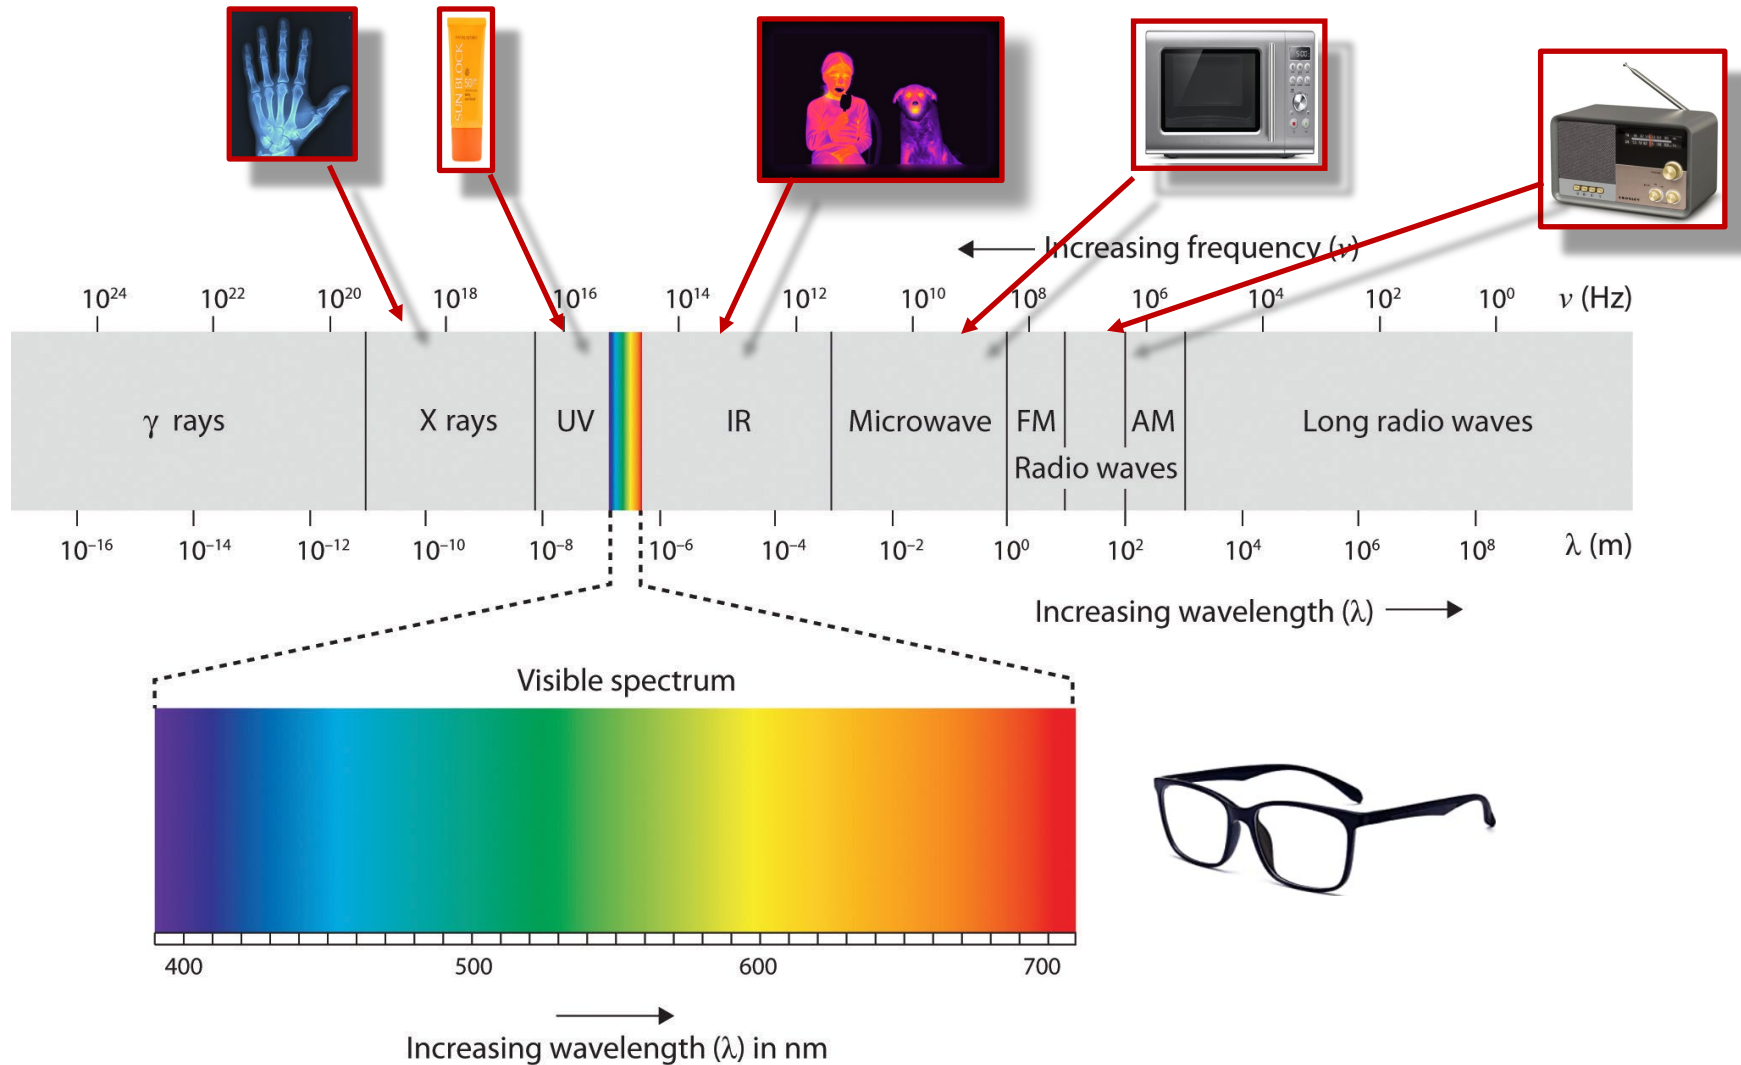 SUN BLOCK
50+
5:00
Increasing frequency (ν)
10²⁴ 10²² 10²⁰ 10¹⁸ 10¹⁶ 10¹⁴ 10¹² 10¹⁰ 10⁸ 10⁶ 10⁴ 10² 10⁰ ν (Hz)
γ rays X rays UV IR Microwave FM AM Long radio waves
Radio waves
10⁻¹⁶ 10⁻¹⁴ 10⁻¹² 10⁻¹⁰ 10⁻⁸ 10⁻⁶ 10⁻⁴ 10⁻² 10⁰ 10² 10⁴ 10⁶ 10⁸ λ (m)
Increasing wavelength (λ)
Visible spectrum
400 500 600 700
Increasing wavelength (λ) in nm